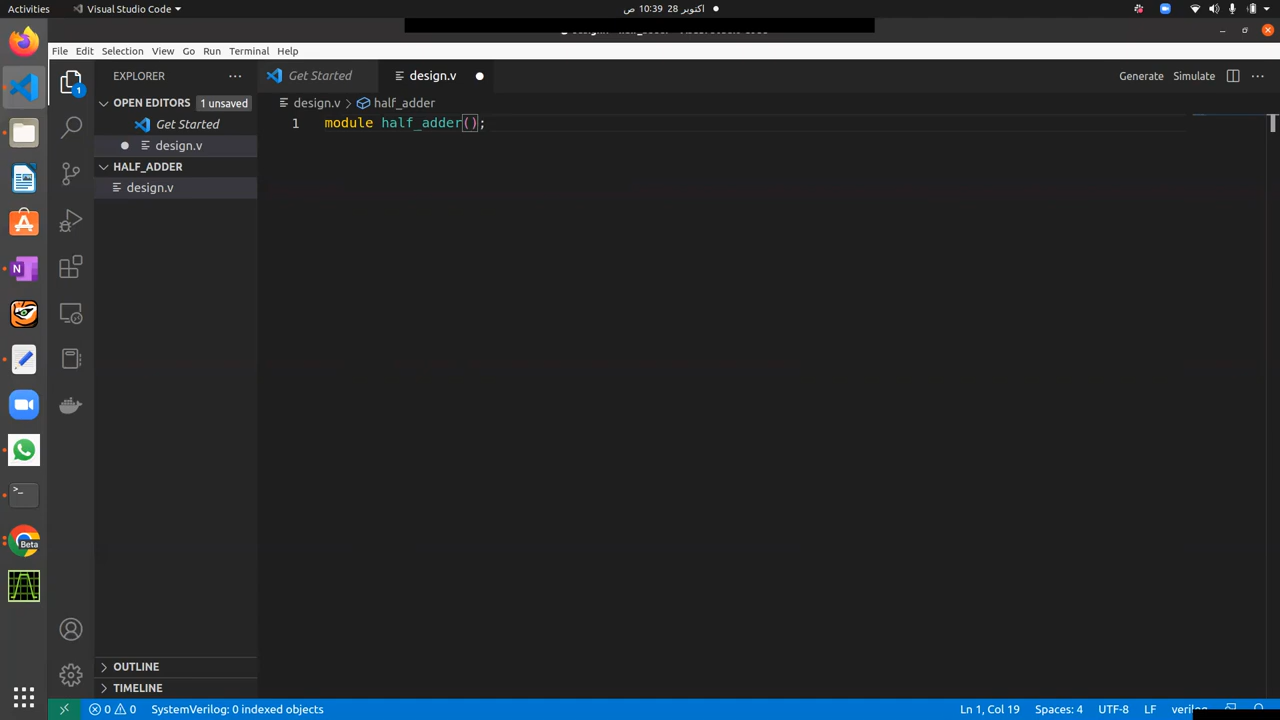 Activities
Visual Studio Code
اكتوبر 28 10:39 ص
File Edit Selection View Go Run Terminal Help
EXPLORER
Get Started
design.v
Generate Simulate
OPEN EDITORS 1 unsaved
design.v > half_adder
Get Started
1 module half_adder();
design.v
HALF_ADDER
design.v
1
N
>_
Beta
OUTLINE
TIMELINE
0 0 SystemVerilog: 0 indexed objects
Ln 1, Col 19 Spaces: 4 UTF-8 LF